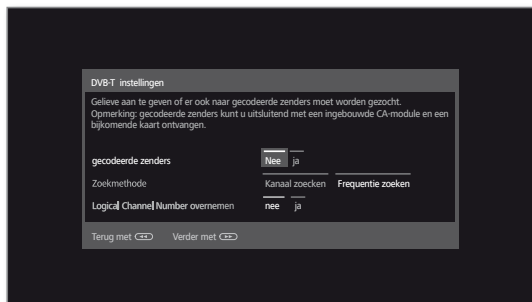 DVB-T instellingen
Gelieve aan te geven of er ook naar gecodeerde zenders moet worden gezocht.
Opmerking: gecodeerde zenders kunt u uitsluitend met een ingebouwde CA-module en een
bijkomende kaart ontvangen.
gecodeerde zenders Nee ja
Zoekmethode Kanaal zoecken Frequentie zoeken
Logical Channel Number overnemen nee ja
Terug met Verder met